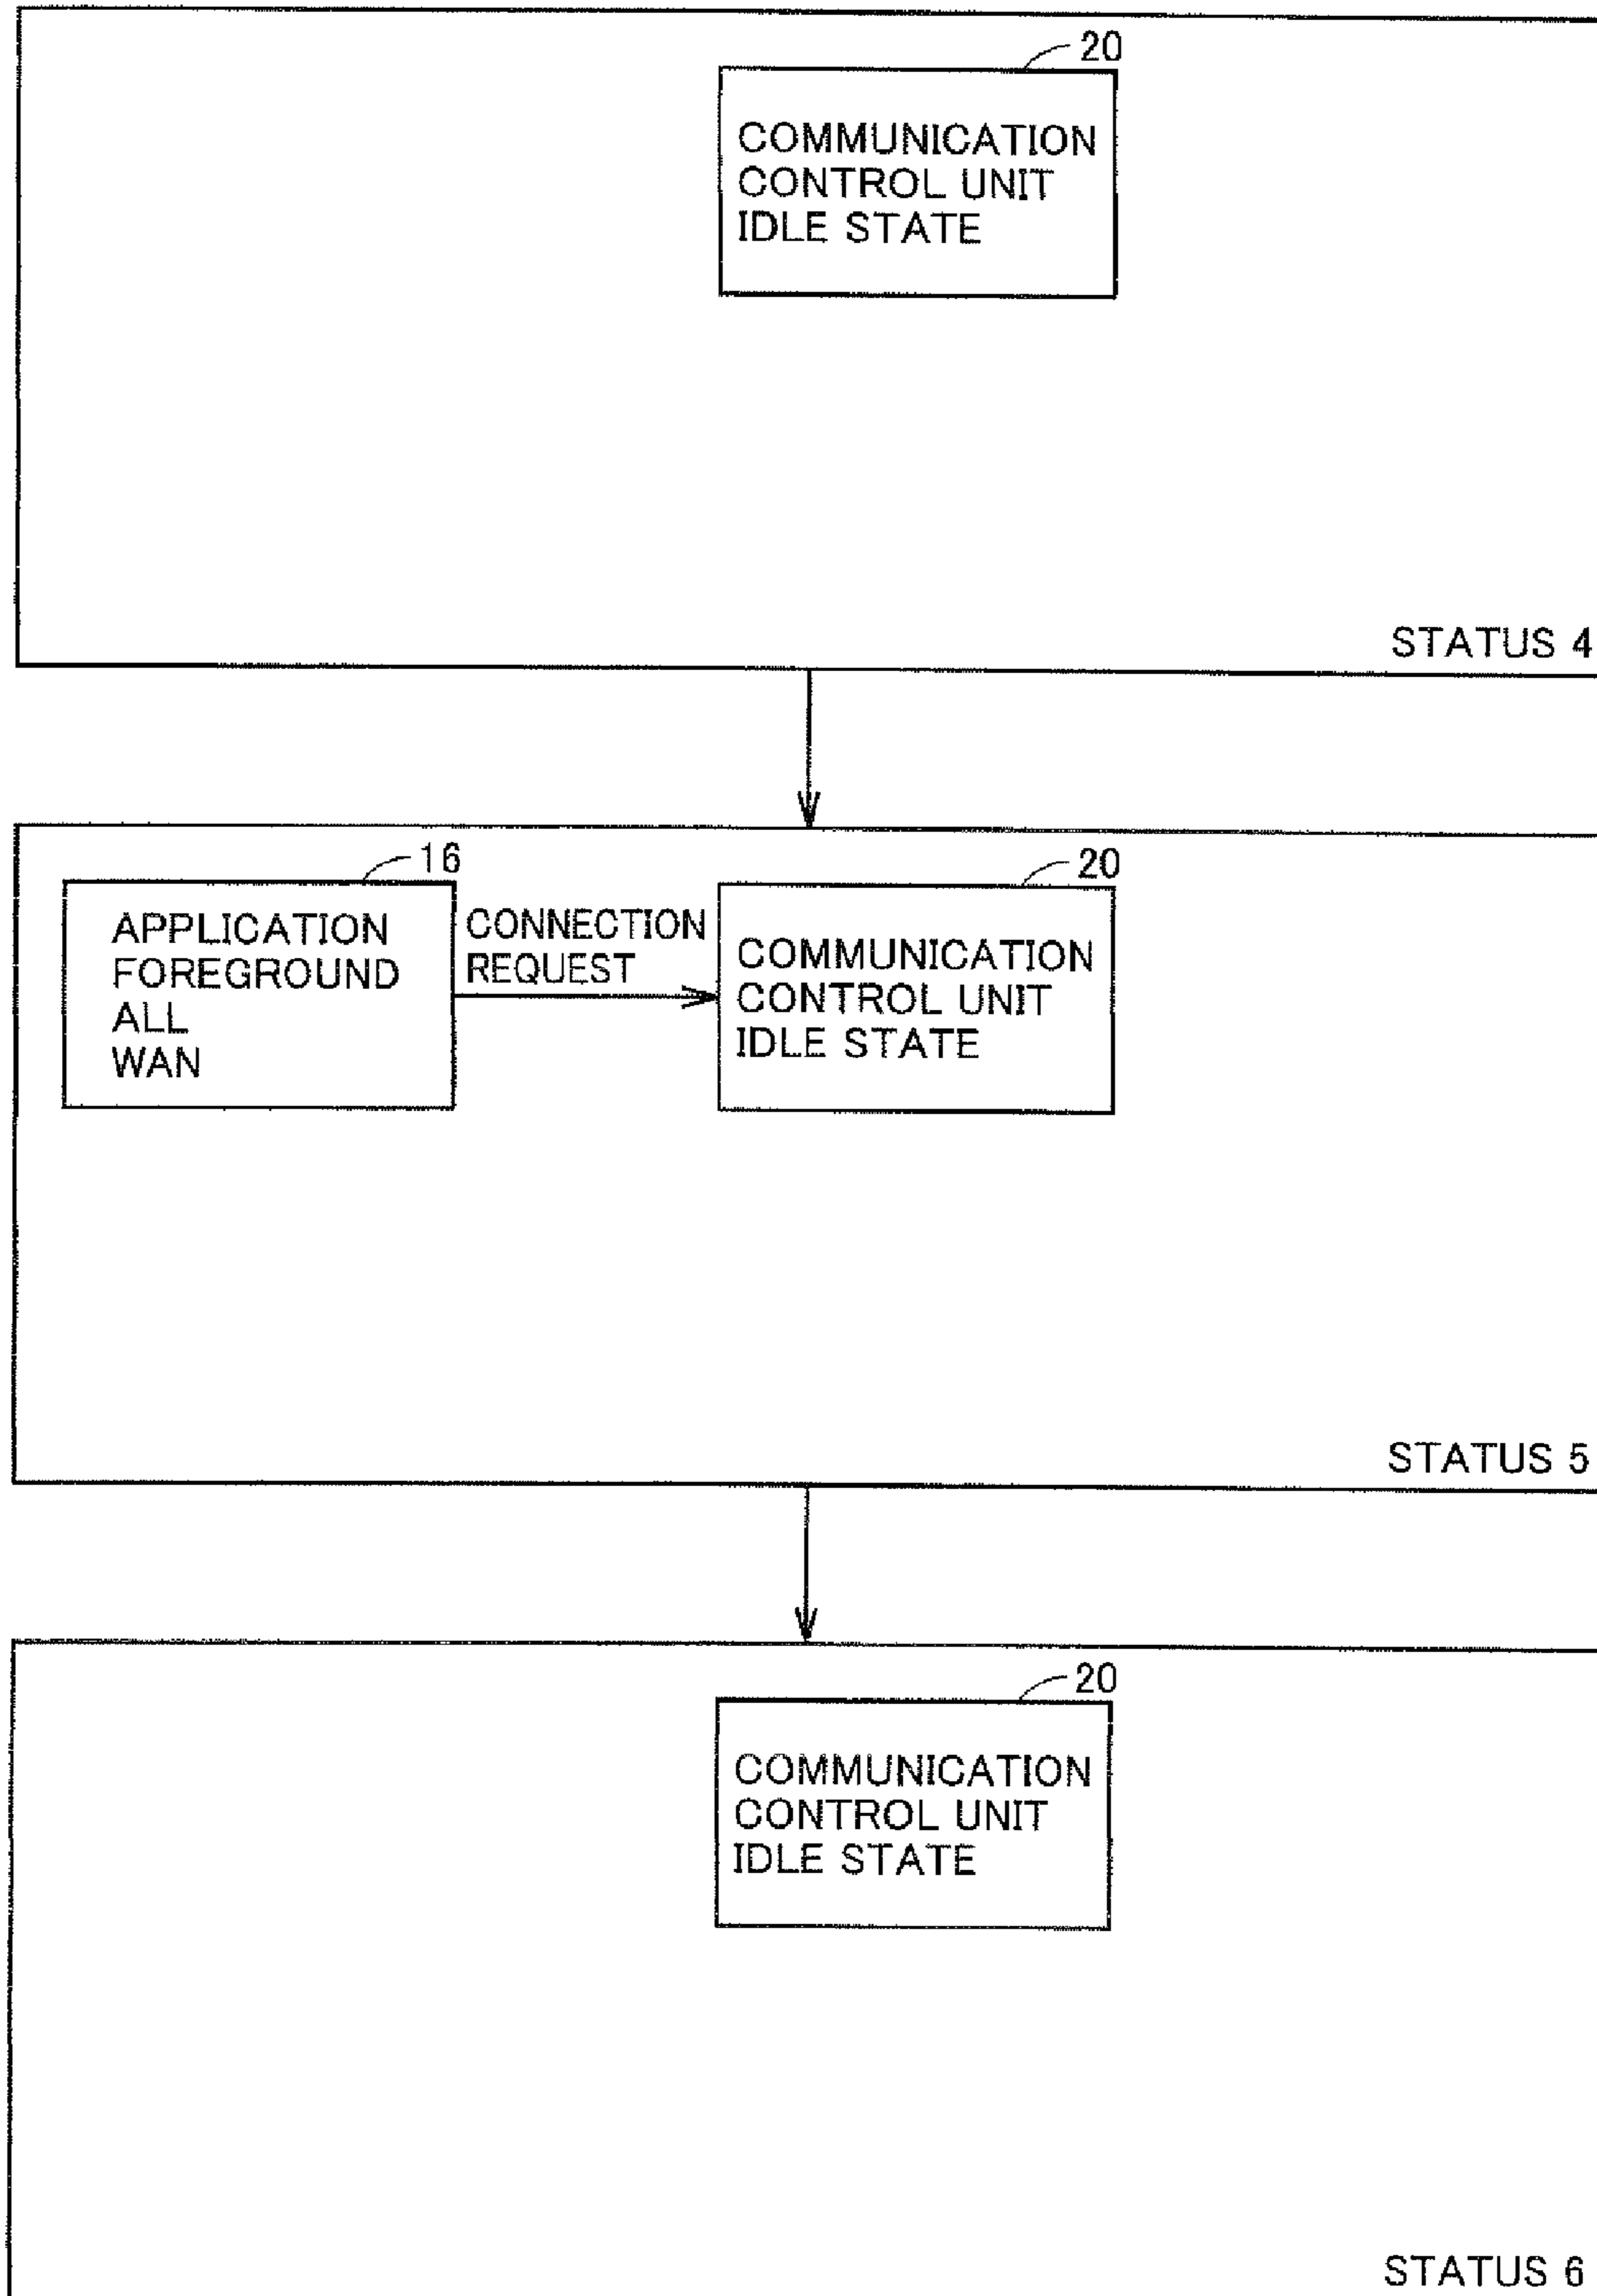 20
COMMUNICATION
CONTROL UNIT
IDLE STATE
STATUS 4
16
20
APPLICATION
FOREGROUND
ALL
WAN
CONNECTION
REQUEST
COMMUNICATION
CONTROL UNIT
IDLE STATE
STATUS 5
20
COMMUNICATION
CONTROL UNIT
IDLE STATE
STATUS 6